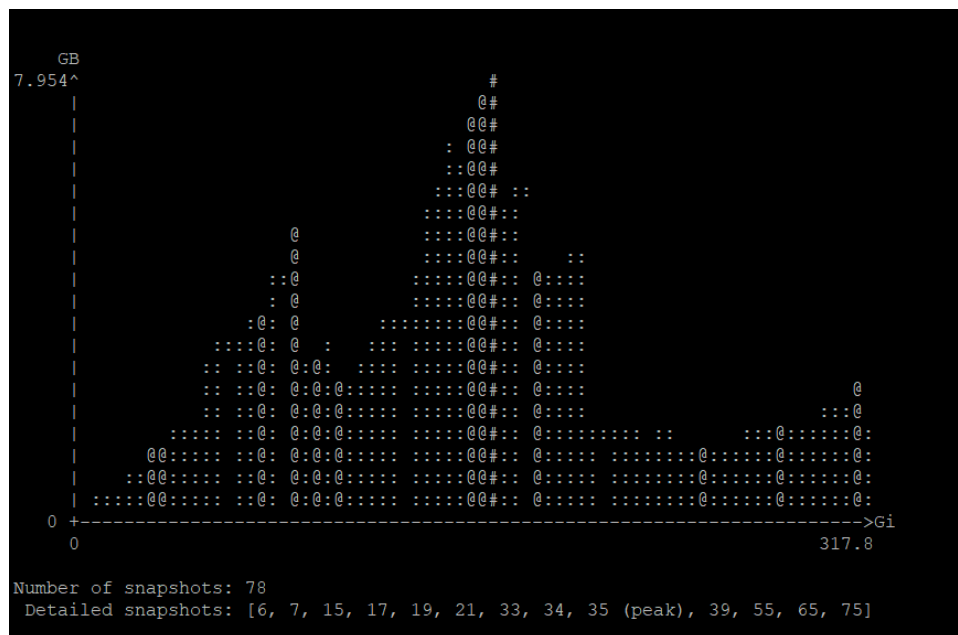 GB
7.954^                                     #
     |                                    @#
     |                                   @@#
     |                                 : @@#
     |                                 ::@@#
     |                                :::@@# ::
     |                               ::::@@#::
     |                   @           ::::@@#::
     |                   @           ::::@@#::    ::
     |                 ::@          :::::@@#:: @::::
     |                 : @          :::::@@#:: @::::
     |               :@: @       ::::::::@@#:: @::::
     |            ::::@: @  :   ::: :::::@@#:: @::::
     |           :: ::@: @:@:  :::: :::::@@#:: @::::
     |           :: ::@: @:@:@::::: :::::@@#:: @::::                        @
     |           :: ::@: @:@:@::::: :::::@@#:: @::::                     :::@
     |        ::::: ::@: @:@:@::::: :::::@@#:: @::::::::: ::      :::@::::::@:
     |      @@::::: ::@: @:@:@::::: :::::@@#:: @::::: ::::::::@::::::@::::::@:
     |    ::@@::::: ::@: @:@:@::::: :::::@@#:: @::::: ::::::::@::::::@::::::@:
     | :::::@@::::: ::@: @:@:@::::: :::::@@#:: @::::: ::::::::@::::::@::::::@:
   0 +----------------------------------------------------------------------->Gi
     0                                                                   317.8
Number of snapshots: 78
 Detailed snapshots: [6, 7, 15, 17, 19, 21, 33, 34, 35 (peak), 39, 55, 65, 75]